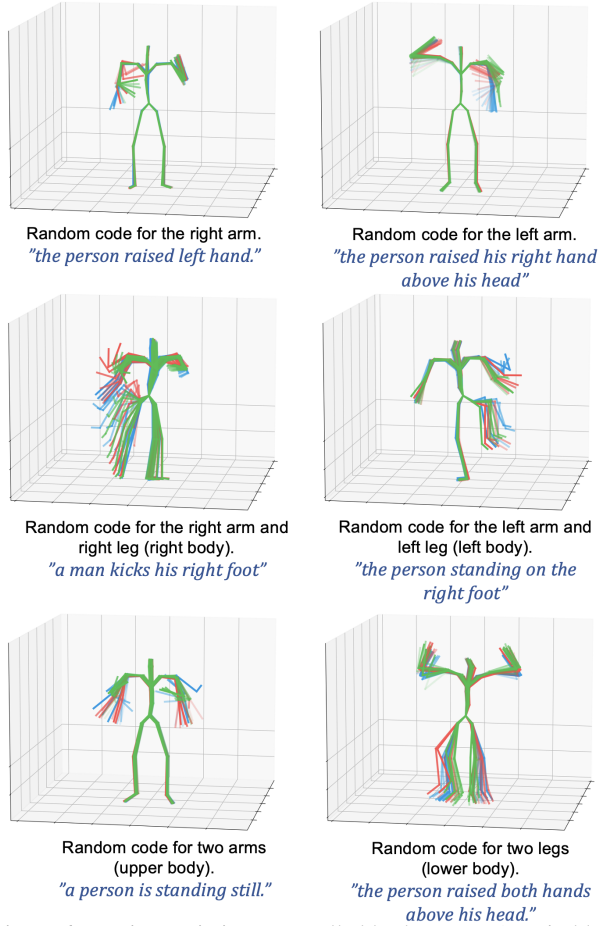 Random code for the right arm.
”the person raised left hand.”
Random code for the left arm.
”the person raised his right hand
above his head”
Random code for the right arm and
right leg (right body).
”a man kicks his right foot”
Random code for the left arm and
left leg (left body).
”the person standing on the
right foot”
Random code for two arms
(upper body).
”a person is standing still.”
Random code for two legs
(lower body).
”the person raised both hands
above his head.”